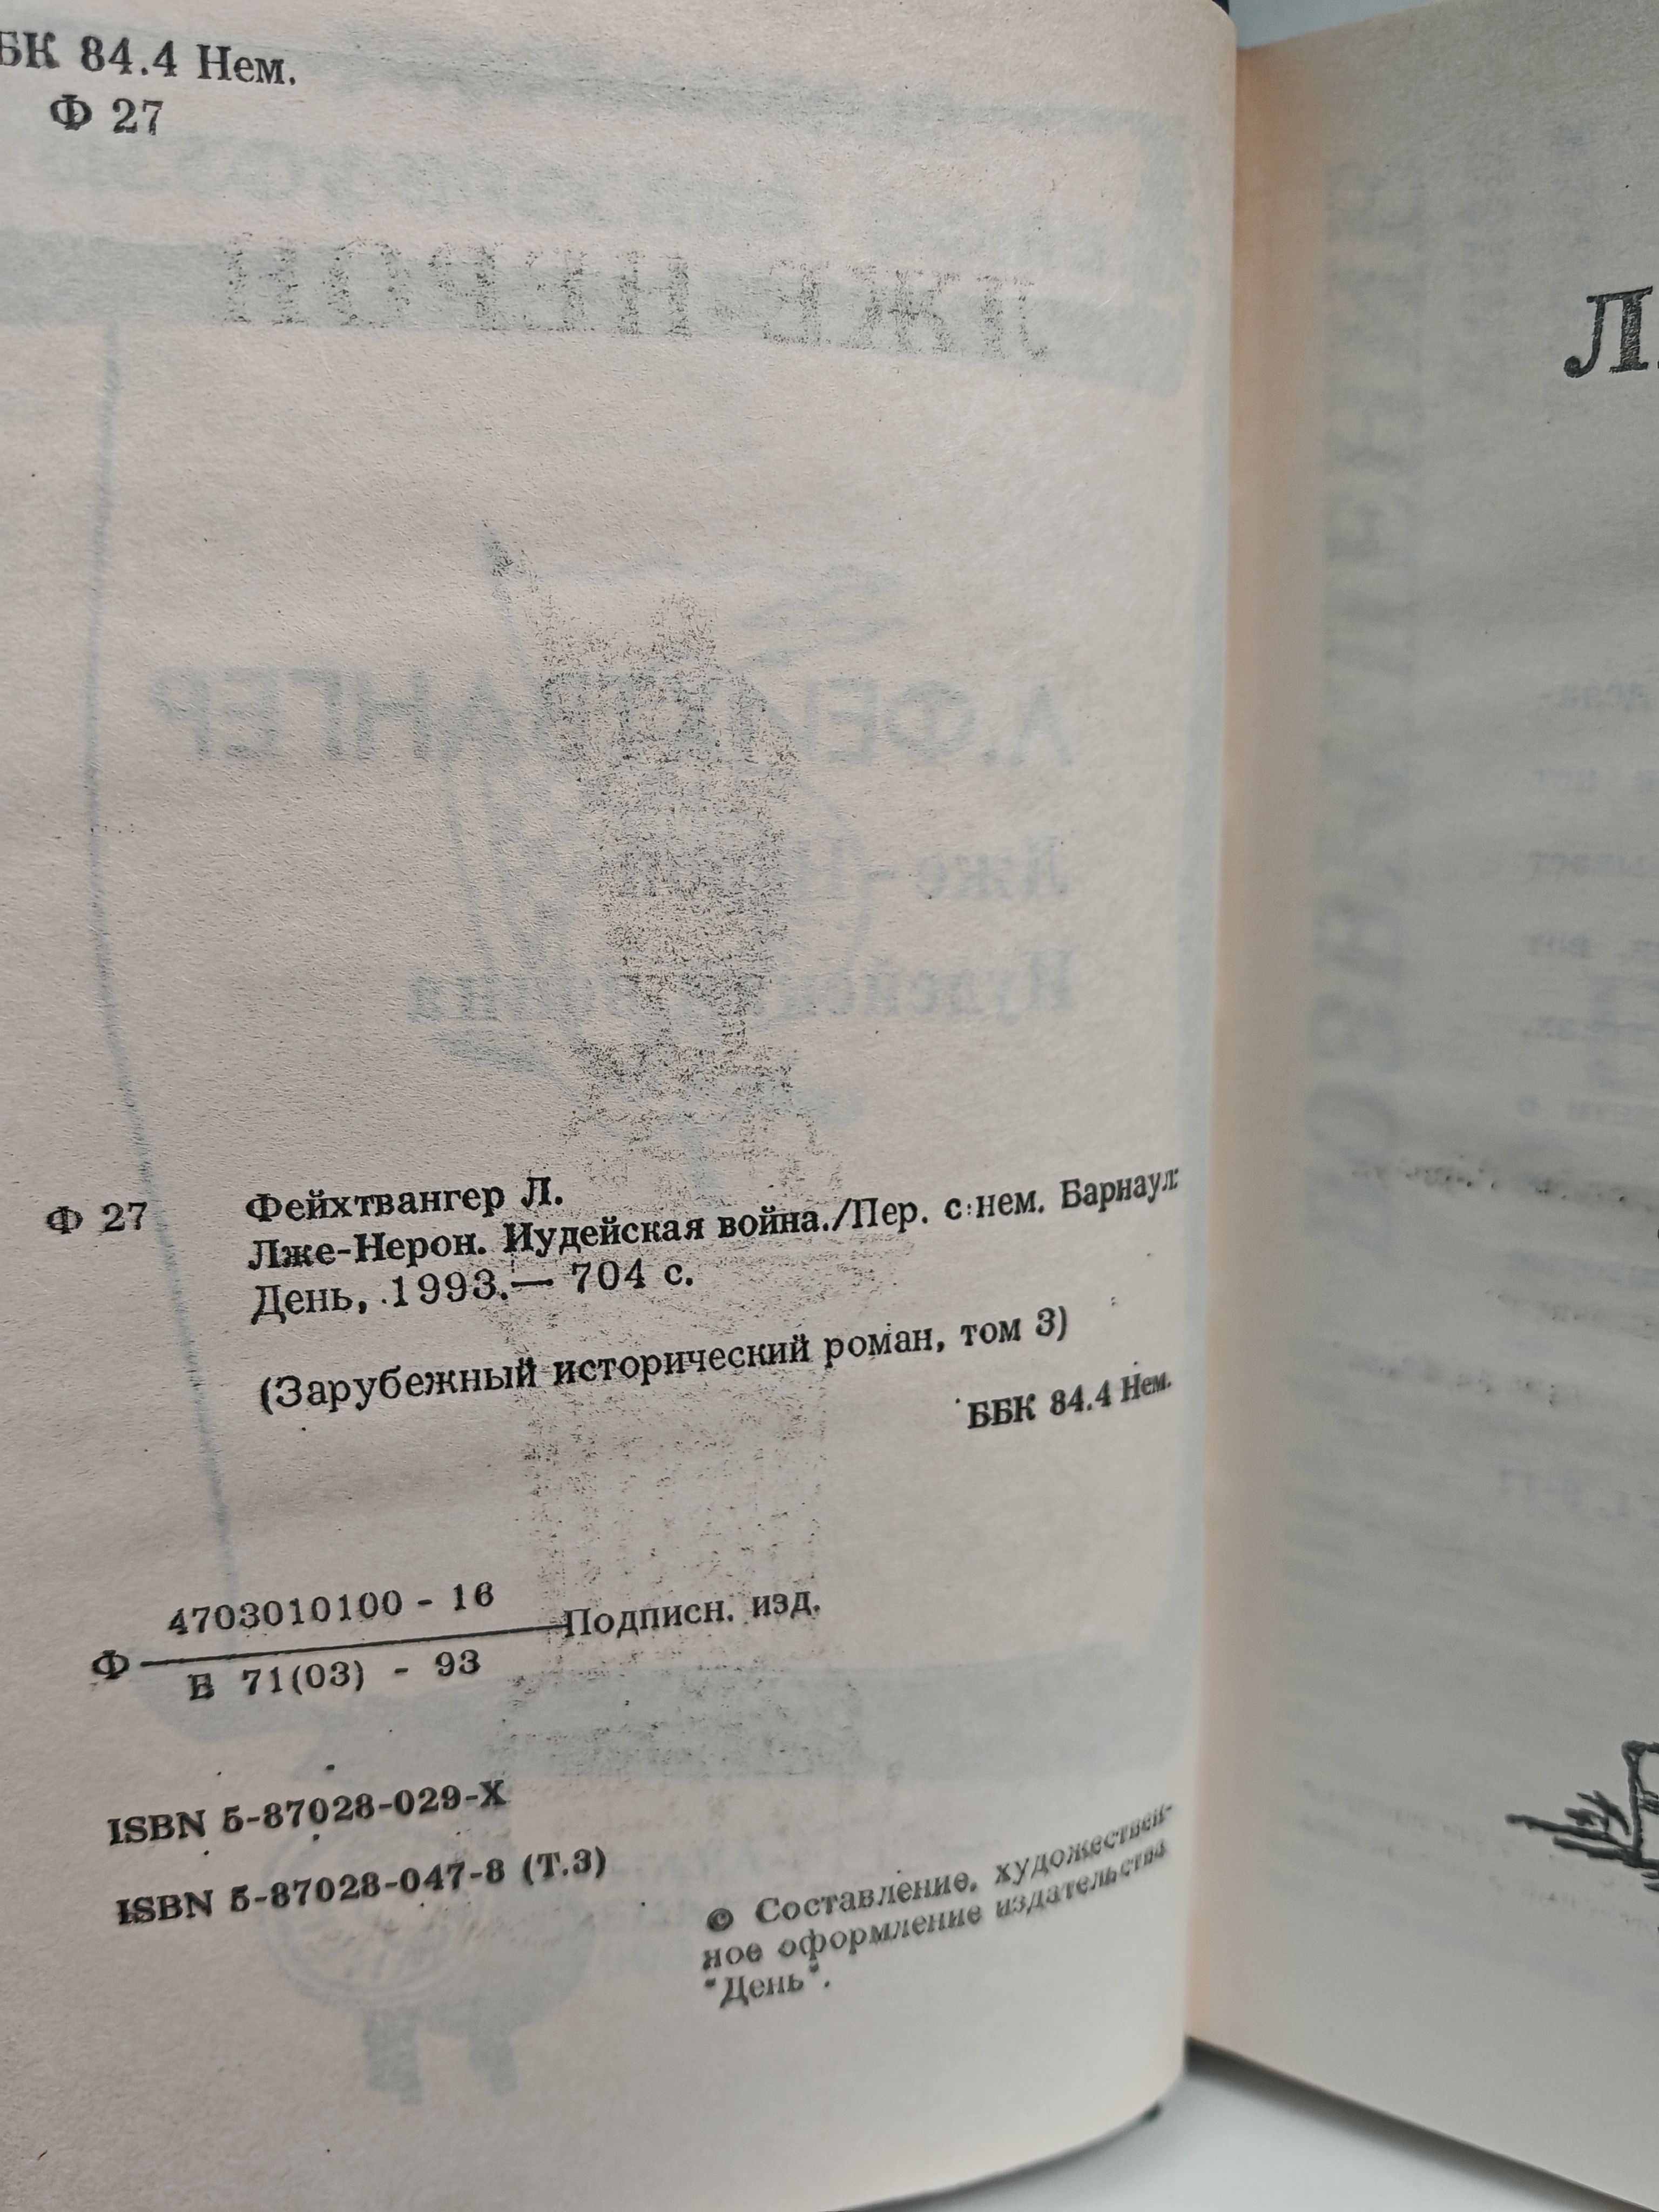 БК 84.4 Нем.
Ф 27
Ф 27
Фейхтвангер Л.
Лже-Нерон. Иудейская война./Пер. с нем. Барнаул:
День, 1993.— 704 с.
(Зарубежный исторический роман, том 3)
ББК 84.4 Нем.
4703010100 - 16
Ф
Подписн. изд.
Б 71(03) - 93
ISBN 5-87028-029-X
ISBN 5-87028-047-8 (Т.3)
© Составление, художествен-
ное оформление издательства
"День".